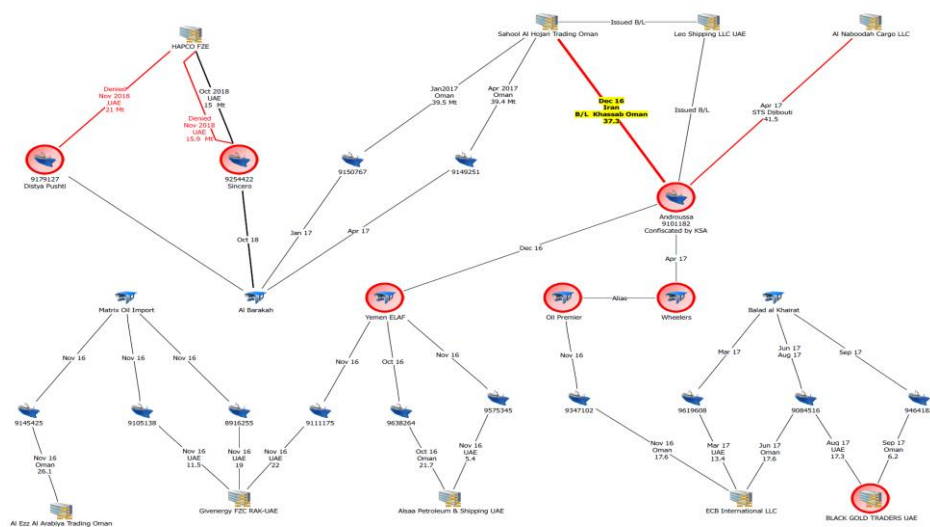 HAPCO FZE
Sahool Al Hojari Trading Oman
Issued B/L
Leo Shipping LLC UAE
Al Naboodah Cargo LLC
Denied
Nov 2018
UAE
21 Mt
Oct 2018
UAE
15 Mt
Denied
Nov 2018
UAE
15.9 Mt
Jan2017
Oman
39.5 Mt
Apr 2017
Oman
39.4 Mt
Dec 16
Iran
B/L Khassab Oman
37.3
Issued B/L
Apr 17
STS Djibouti
41.5
9179127
Distya Pushti
9254422
Sincero
9150767
9149251
Androussa
9101182
Confiscated by KSA
Oct 18
Jan 17
Apr 17
Dec 16
Apr 17
Matrix Oil Import
Al Barakah
Yemen ELAF
Oil Premier
Alias
Wheelers
Balad al Khairat
Nov 16
Nov 16
Nov 16
Nov 16
Oct 16
Nov 16
Nov 16
Mar 17
Jun 17
Aug 17
Sep 17
9145425
9105138
8916255
9111175
9638264
9575345
9347102
9619608
9084516
946418
Nov 16
Oman
26.1
Nov 16
UAE
11.5
Nov 16
UAE
19
Nov 16
UAE
22
Oct 16
Oman
21.7
Nov 16
UAE
5.4
Nov 16
Oman
17.6
Mar 17
UAE
13.4
Jun 17
Oman
17.6
Aug 17
UAE
17.3
Sep 17
Oman
6.2
Al Ezz Al Arabiya Trading Oman
Givenergy FZC RAK-UAE
Alsaa Petroleum & Shipping UAE
ECB International LLC
BLACK GOLD TRADERS UAE